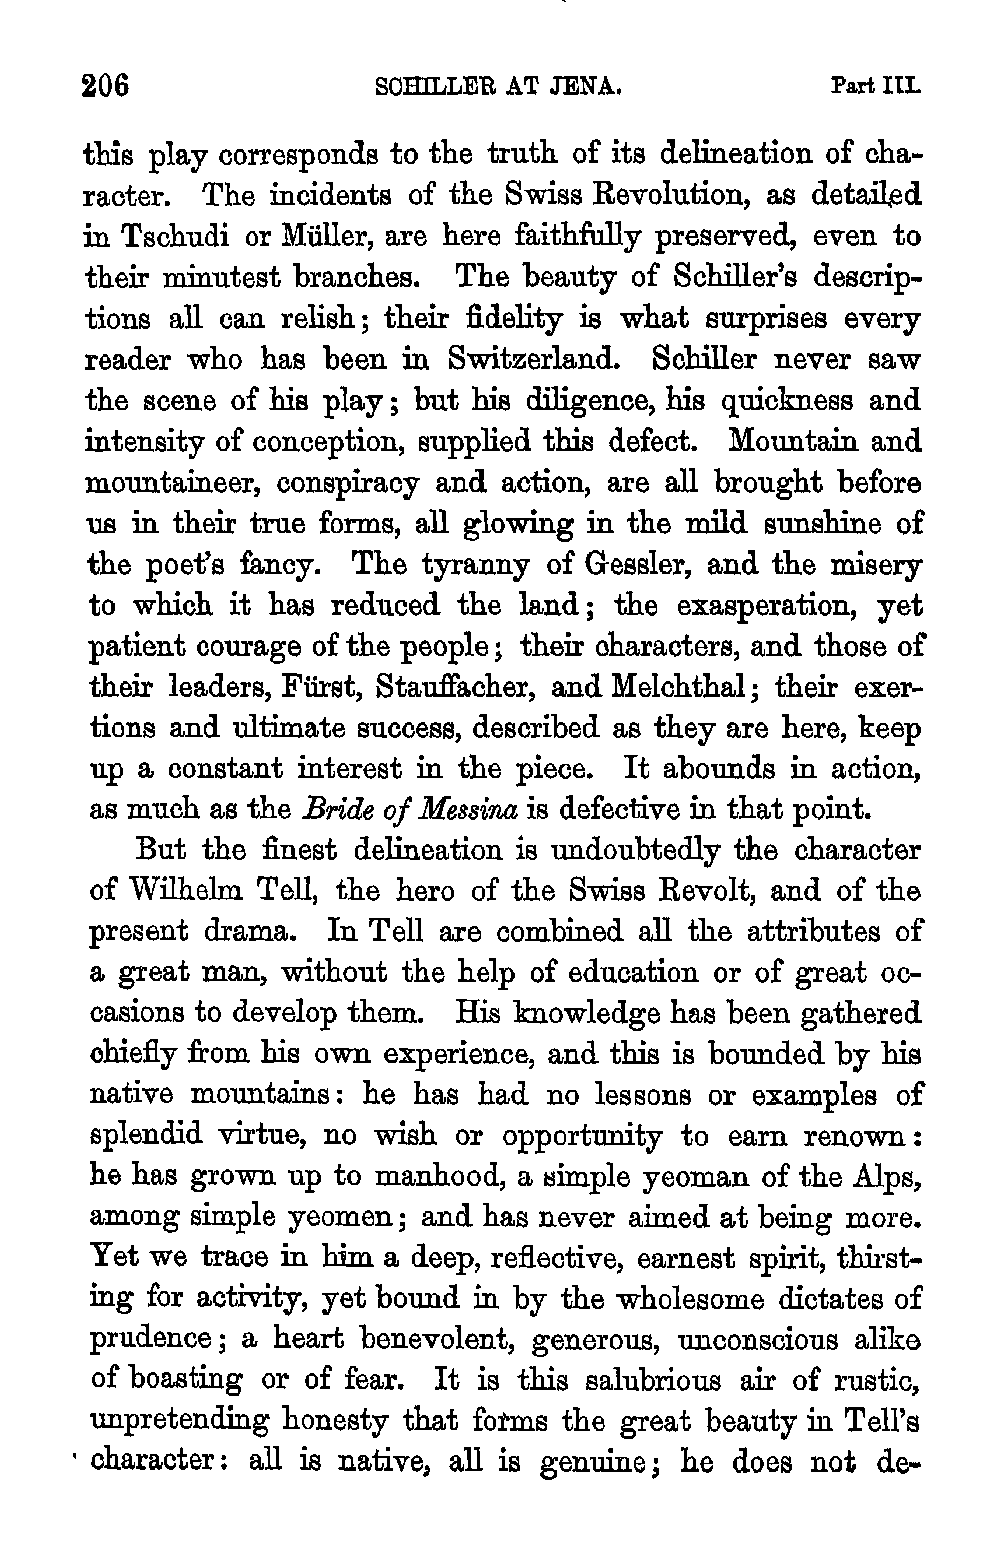 206 SCHILLER AT JENA. Part III.
this play corresponds to the truth of its delineation of cha-
racter. The incidents of the Swiss Revolution, as detailed
in Tschudi or Müller, are here faithfully preserved, even to
their minutest branches. The beauty of Schiller's descrip-
tions all can relish; their fidelity is what surprises every
reader who has been in Switzerland. Schiller never saw
the scene of his play; but his diligence, his quickness and
intensity of conception, supplied this defect. Mountain and
mountaineer, conspiracy and action, are all brought before
us in their true forms, all glowing in the mild sunshine of
the poet's fancy. The tyranny of Gessler, and the misery
to which it has reduced the land; the exasperation, yet
patient courage of the people; their characters, and those of
their leaders, Fürst, Stauffacher, and Melchthal; their exer-
tions and ultimate success, described as they are here, keep
up a constant interest in the piece. It abounds in action,
as much as the Bride of Messina is defective in that point.
But the finest delineation is undoubtedly the character
of Wilhelm Tell, the hero of the Swiss Revolt, and of the
present drama. In Tell are combined all the attributes of
a great man, without the help of education or of great oc-
casions to develop them. His knowledge has been gathered
chiefly from his own experience, and this is bounded by his
native mountains: he has had no lessons or examples of
splendid virtue, no wish or opportunity to earn renown:
he has grown up to manhood, a simple yeoman of the Alps,
among simple yeomen; and has never aimed at being more.
Yet we trace in him a deep, reflective, earnest spirit, thirst-
ing for activity, yet bound in by the wholesome dictates of
prudence; a heart benevolent, generous, unconscious alike
of boasting or of fear. It is this salubrious air of rustic,
unpretending honesty that forms the great beauty in Tell's
character: all is native, all is genuine; he does not de-